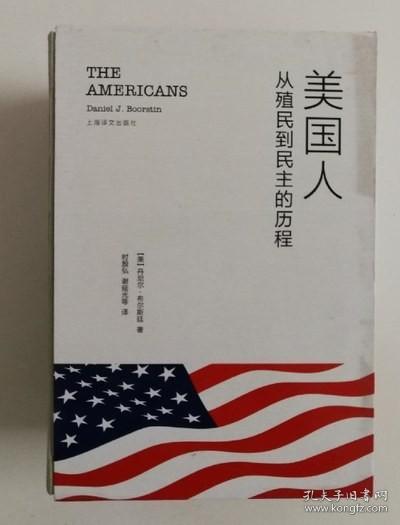 THE
AMERICANS
Daniel J. Boorstin
上海译文出版社
美国人
从殖民到民主的历程
【美】丹尼尔·布尔斯廷 著
时殷弘 谢延光等 译
孔夫子旧书网
kongfz.com